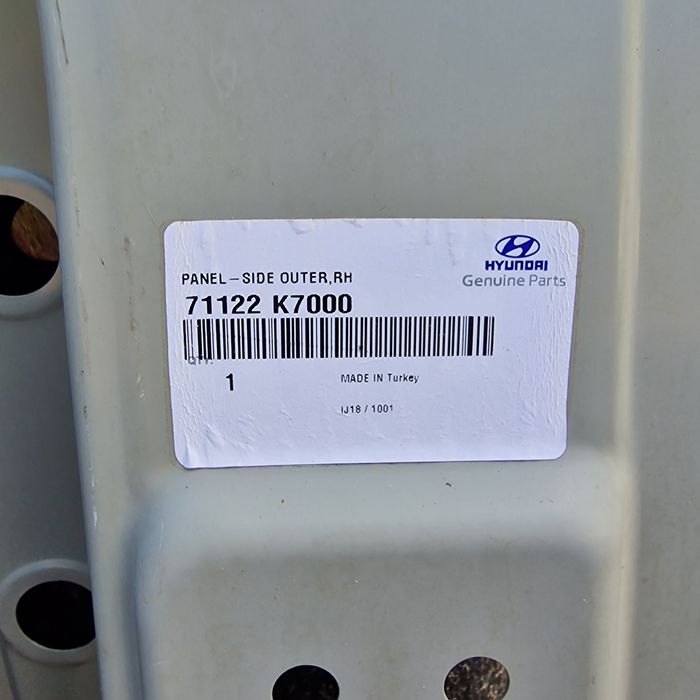 HYUNDAI
Genuine Parts
PANEL-SIDE OUTER,RH
71122 K7000
QTY.
1
MADE IN Turkey
IJ18 / 1001